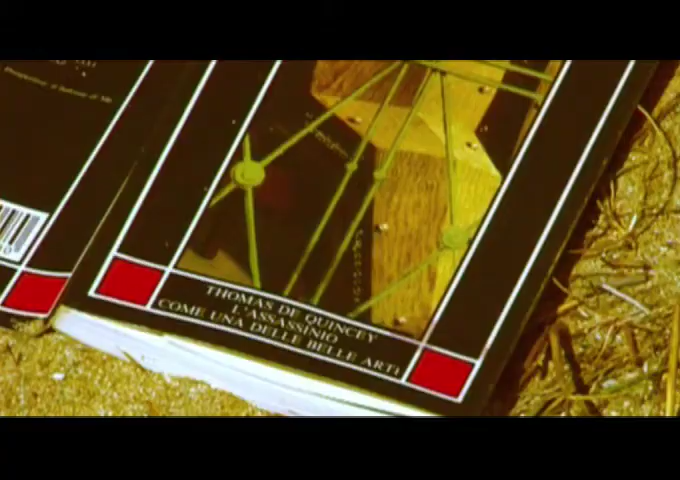 THOMAS DE QUINCEY
L'ASSASSINIO
COME UNA DELLE BELLE ARTI